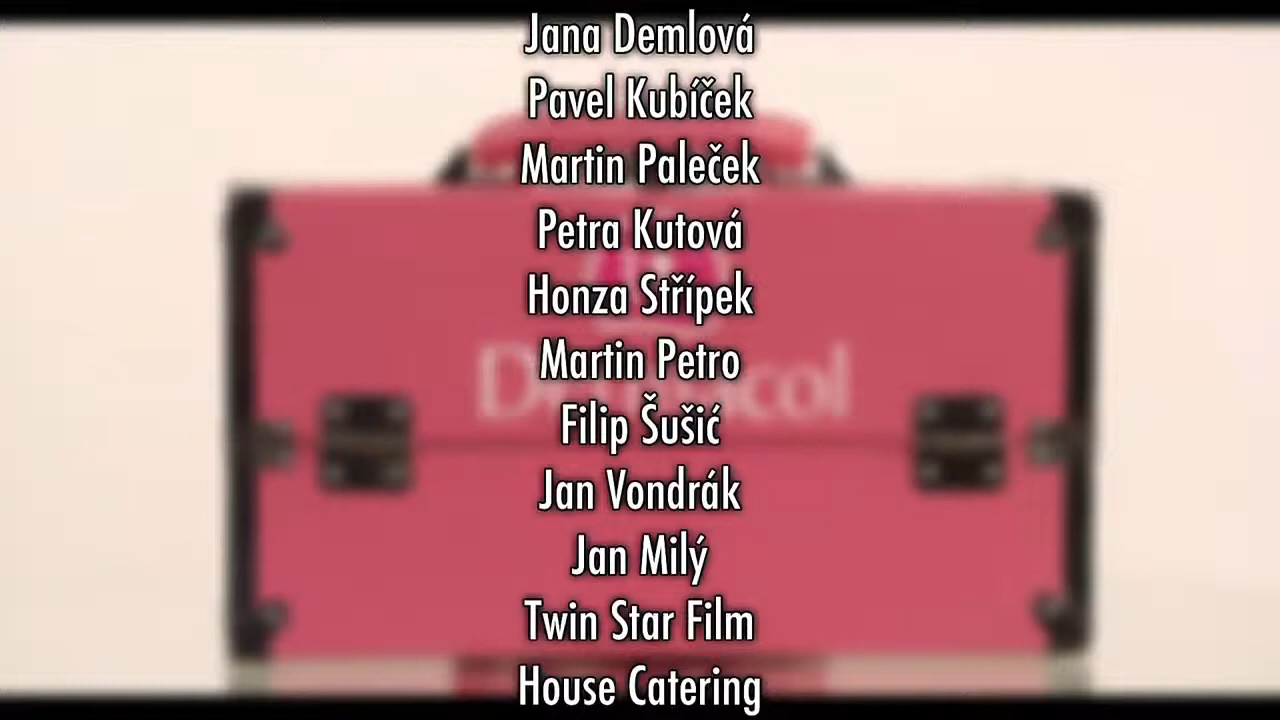 Jana Demlová
Pavel Kubíček
Martin Paleček
Petra Kutová
Honza Střípek
Martin Petro
Filip Šušić
Jan Vondrák
Jan Milý
Twin Star Film
House Catering